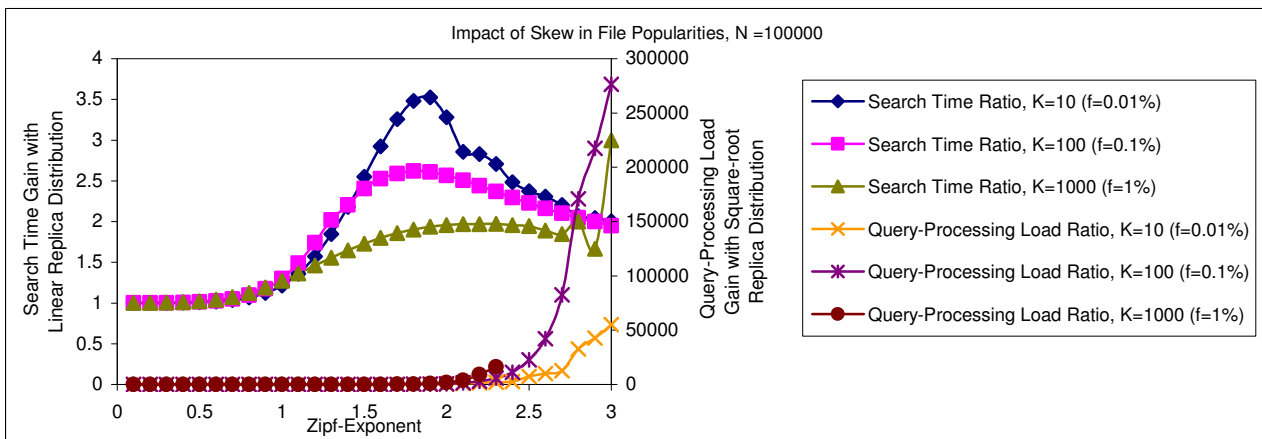 Impact of Skew in File Popularities, N =100000
Search Time Gain with
Linear Replica Distribution
4
3.5
3
2.5
2
1.5
1
0.5
0
0
0.5
1
1.5
2
2.5
3
Zipf-Exponent
300000
250000
200000
150000
100000
50000
0
Query-Processing Load
Gain with Square-root
Replica Distribution
Search Time Ratio, K=10 (f=0.01%)
Search Time Ratio, K=100 (f=0.1%)
Search Time Ratio, K=1000 (f=1%)
Query-Processing Load Ratio, K=10 (f=0.01%)
Query-Processing Load Ratio, K=100 (f=0.1%)
Query-Processing Load Ratio, K=1000 (f=1%)